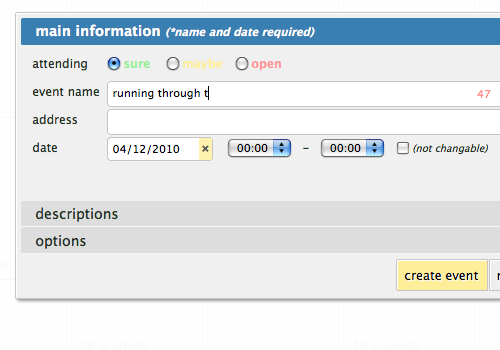 main information (*name and date required)
attending sure maybe open
event name running through t 47
address
date 04/12/2010 × 00:00 – 00:00 (not changable)
descriptions
options
create event